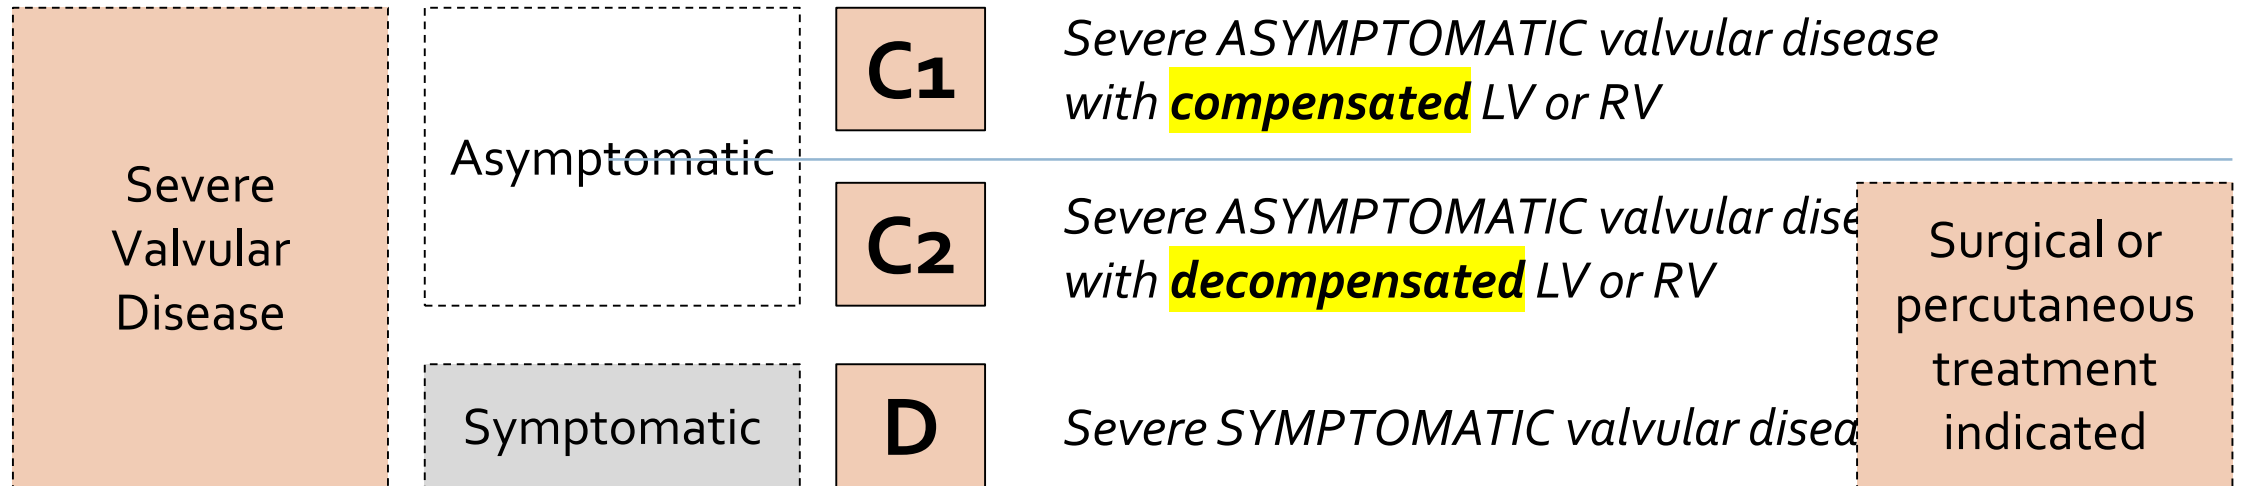 Severe
Valvular
Disease
Asymptomatic
C1
Severe ASYMPTOMATIC valvular disease
with compensated LV or RV
C2
Severe ASYMPTOMATIC valvular dise
with decompensated LV or RV
Symptomatic
D
Severe SYMPTOMATIC valvular disea
Surgical or
percutaneous
treatment
indicated